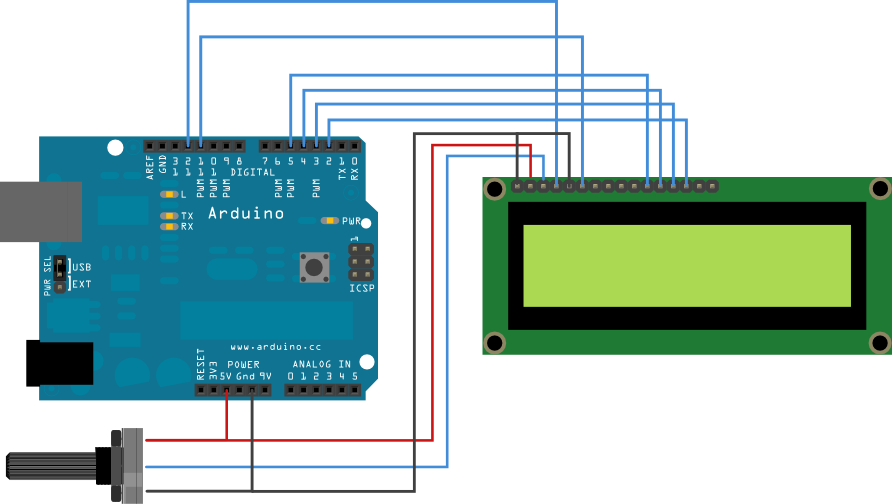 AREF
GND
13
12
11
10
9
8
7
6
5
4
3
2
1
0
PWM
PWM
PWM
PWM
PWM
PWM
TX
RX
DIGITAL
L
TX
RX
Arduino
PWR
1
ICSP
PWR SEL
USB
EXT
www.arduino.cc
RESET
3V3
5V
Gnd
9V
POWER
ANALOG IN
0 1 2 3 4 5